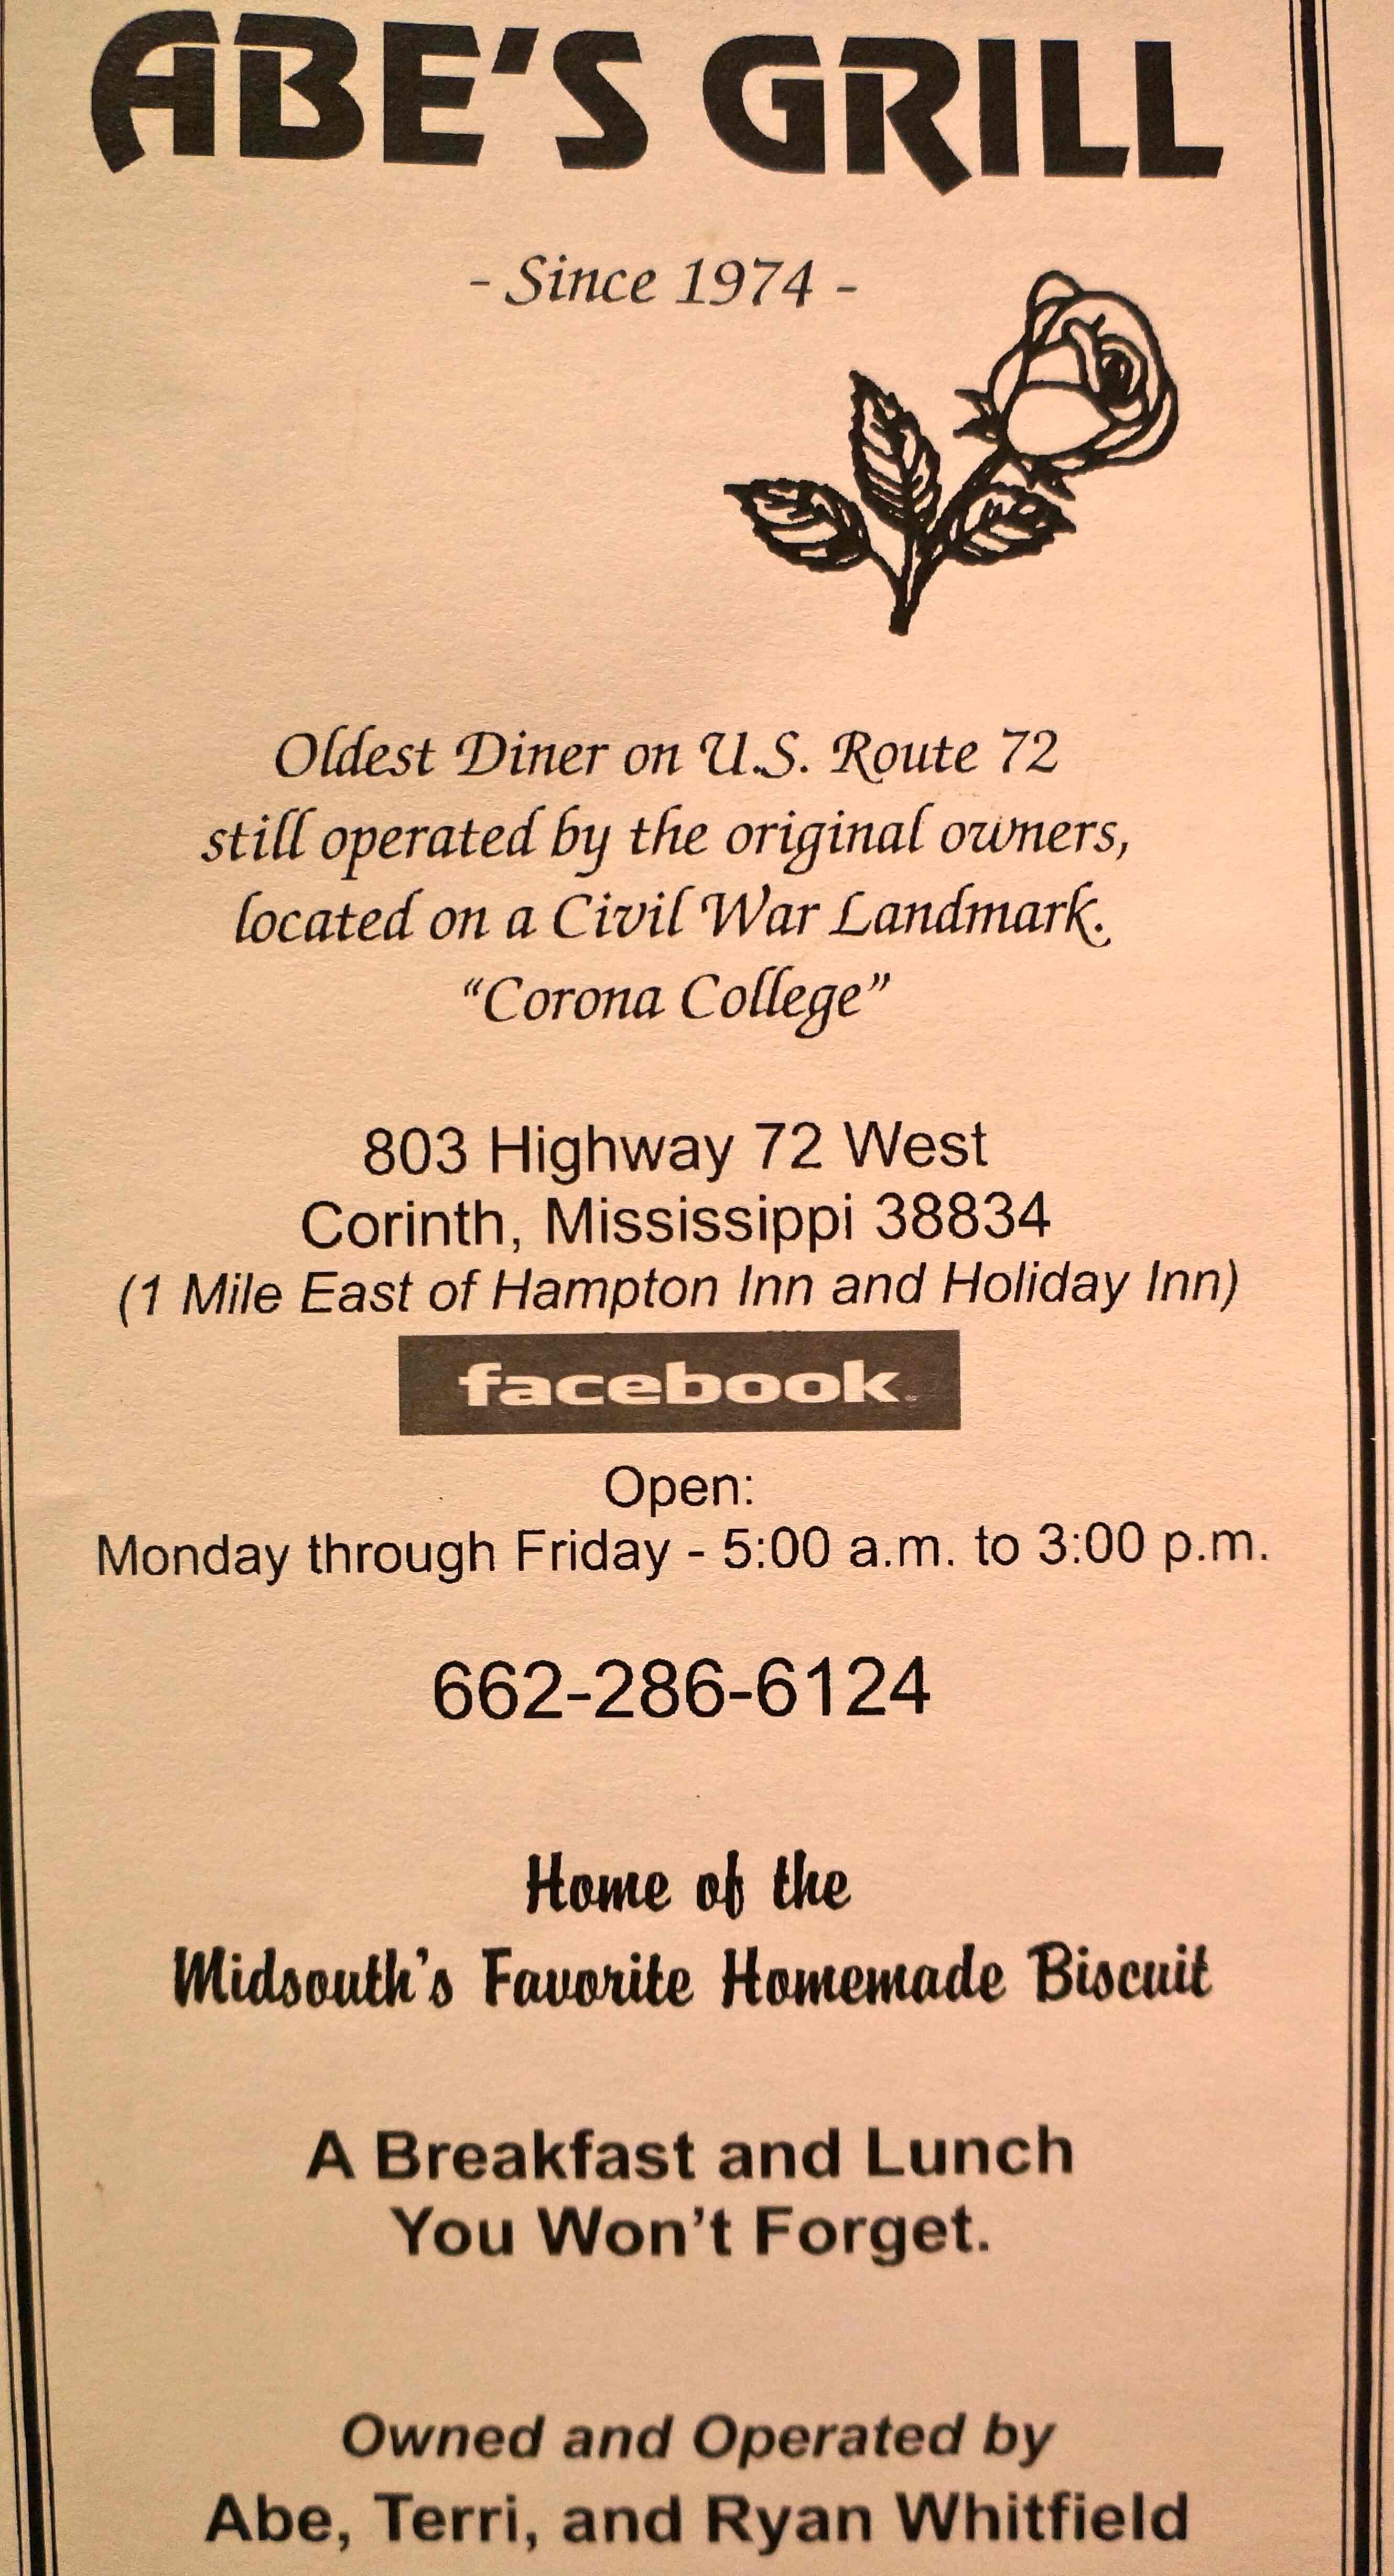 ABE'S GRILL
- Since 1974 -
Oldest Diner on U.S. Route 72
still operated by the original owners,
located on a Civil War Landmark.
“Corona College”
803 Highway 72 West
Corinth, Mississippi 38834
(1 Mile East of Hampton Inn and Holiday Inn)
facebook
Open:
Monday through Friday - 5:00 a.m. to 3:00 p.m.
662-286-6124
Home of the
Midsouth's Favorite Homemade Biscuit
A Breakfast and Lunch
You Won't Forget.
Owned and Operated by
Abe, Terri, and Ryan Whitfield